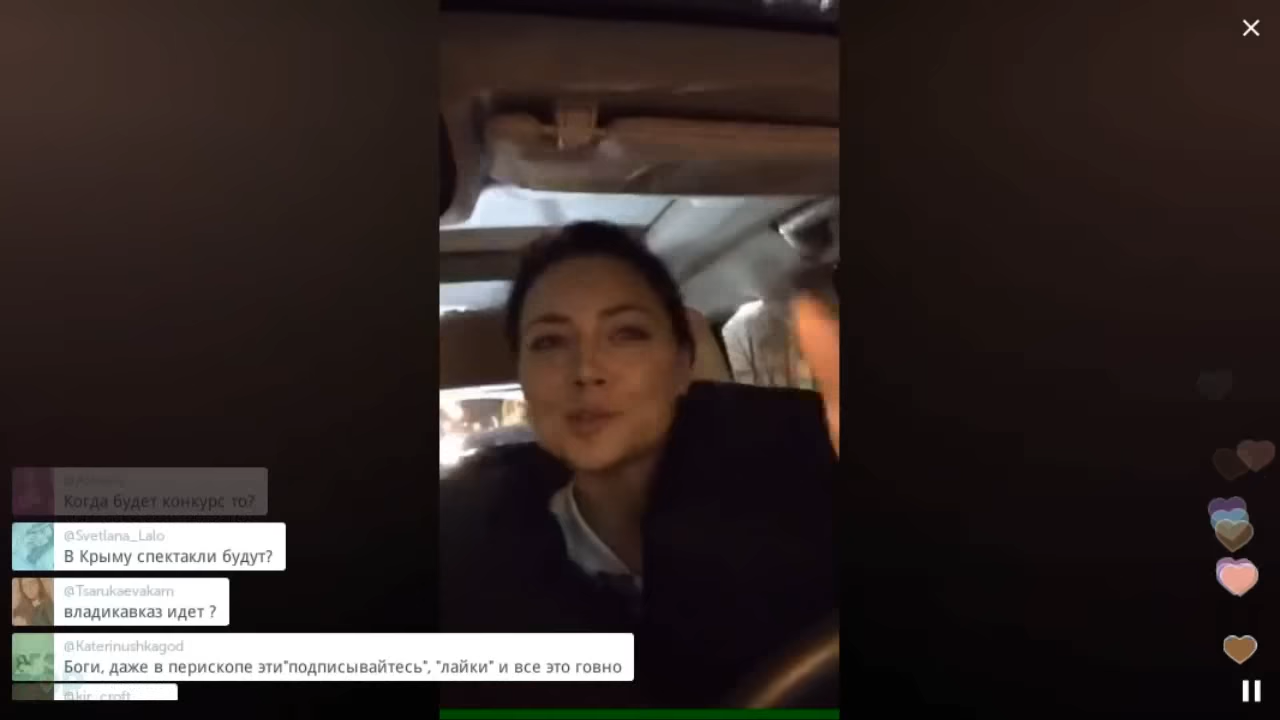 Когда будет конкурс то?
@Svetlana_Lalo
В Крыму спектакли будут?
@Tsarukaevakarn
владикавказ идет ?
@Katerinushkagod
Боги, даже в перископе эти"подписывайтесь", "лайки" и все это говно
@kir_croft